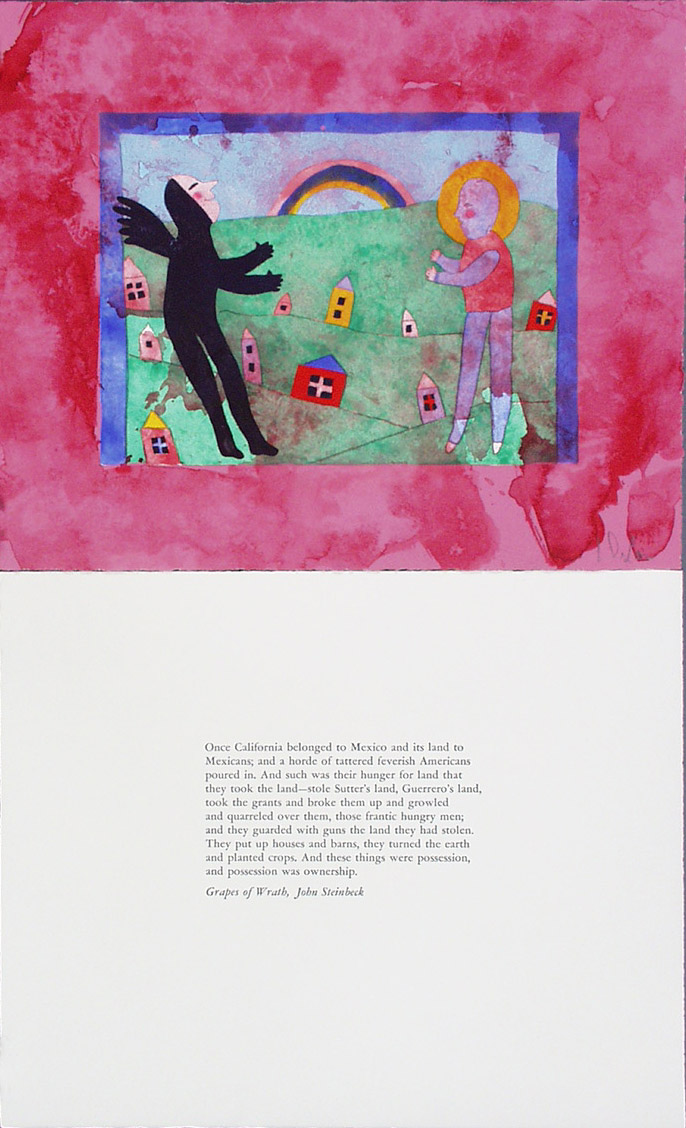 Once California belonged to Mexico and its land to
Mexicans; and a horde of tattered feverish Americans
poured in. And such was their hunger for land that
they took the land—stole Sutter's land, Guerrero's land,
took the grants and broke them up and growled
and quarreled over them, those frantic hungry men;
and they guarded with guns the land they had stolen.
They put up houses and barns, they turned the earth
and planted crops. And these things were possession,
and possession was ownership.
Grapes of Wrath, John Steinbeck